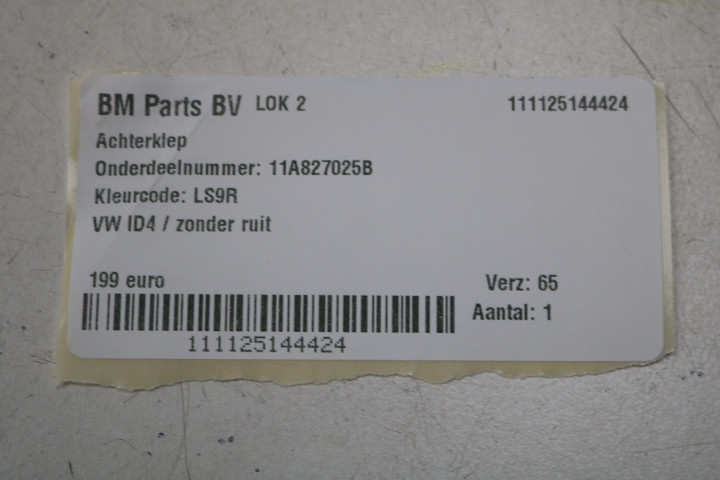 BM Parts BV LOK 2 111125144424
Achterklep
Onderdeelnummer: 11A827025B
Kleurcode: LS9R
VW ID4 / zonder ruit
199 euro Verz: 65
Aantal: 1
111125144424